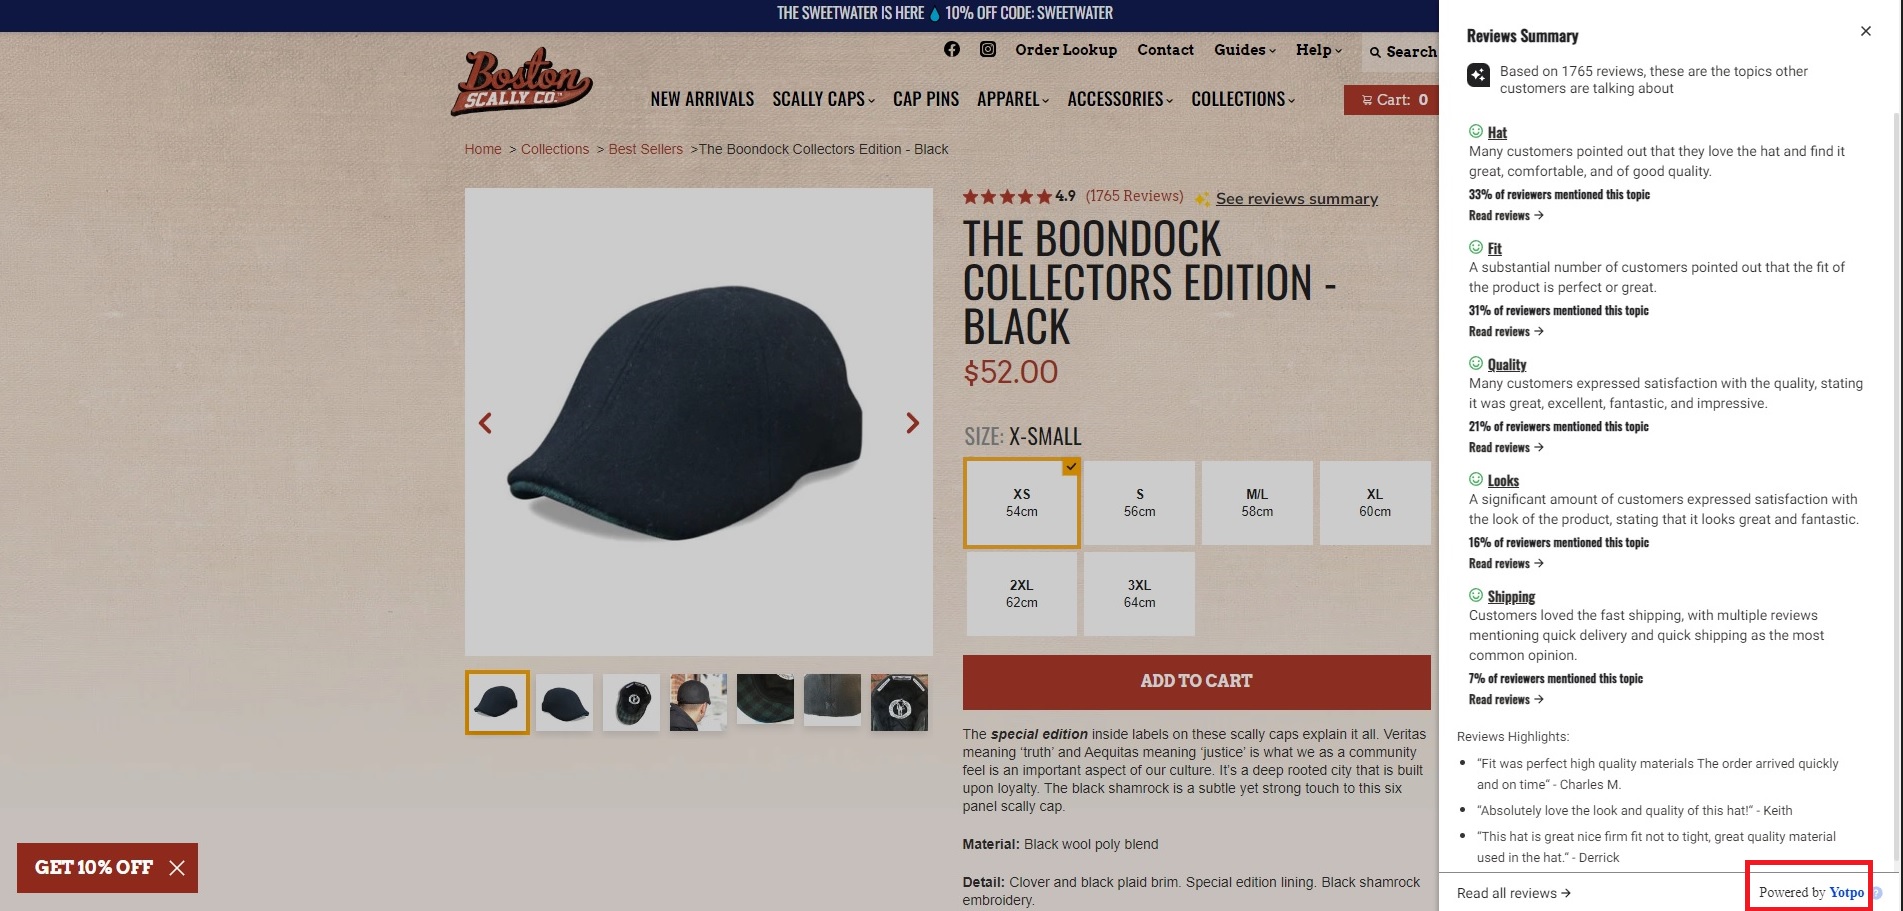 THE SWEETWATER IS HERE 💧 10% OFF CODE: SWEETWATER
Boston
SCALLY CO.
Order Lookup
Contact
Guides
Help
Search
NEW ARRIVALS
SCALLY CAPS
CAP PINS
APPAREL
ACCESSORIES
COLLECTIONS
Cart: 0
Home > Collections > Best Sellers >The Boondock Collectors Edition - Black
4.9 (1765 Reviews) See reviews summary
THE BOONDOCK
COLLECTORS EDITION -
BLACK
$52.00
SIZE: X-SMALL
XS
54cm
S
56cm
M/L
58cm
XL
60cm
2XL
62cm
3XL
64cm
ADD TO CART
The special edition inside labels on these scally caps explain it all. Veritas
meaning ‘truth’ and Aequitas meaning ‘justice’ is what we as a community
feel is an important aspect of our culture. It’s a deep rooted city that is built
upon loyalty. The black shamrock is a subtle yet strong touch to this six
panel scally cap.
Material: Black wool poly blend
Detail: Clover and black plaid brim. Special edition lining. Black shamrock
embroidery.
GET 10% OFF
Reviews Summary
Based on 1765 reviews, these are the topics other
customers are talking about
Hat
Many customers pointed out that they love the hat and find it
great, comfortable, and of good quality.
33% of reviewers mentioned this topic
Read reviews →
Fit
A substantial number of customers pointed out that the fit of
the product is perfect or great.
31% of reviewers mentioned this topic
Read reviews →
Quality
Many customers expressed satisfaction with the quality, stating
it was great, excellent, fantastic, and impressive.
21% of reviewers mentioned this topic
Read reviews →
Looks
A significant amount of customers expressed satisfaction with
the look of the product, stating that it looks great and fantastic.
16% of reviewers mentioned this topic
Read reviews →
Shipping
Customers loved the fast shipping, with multiple reviews
mentioning quick delivery and quick shipping as the most
common opinion.
7% of reviewers mentioned this topic
Read reviews →
Reviews Highlights:
“Fit was perfect high quality materials The order arrived quickly
and on time“ - Charles M.
“Absolutely love the look and quality of this hat!“ - Keith
“This hat is great nice firm fit not to tight, great quality material
used in the hat.“ - Derrick
Read all reviews →
Powered by Yotpo ?